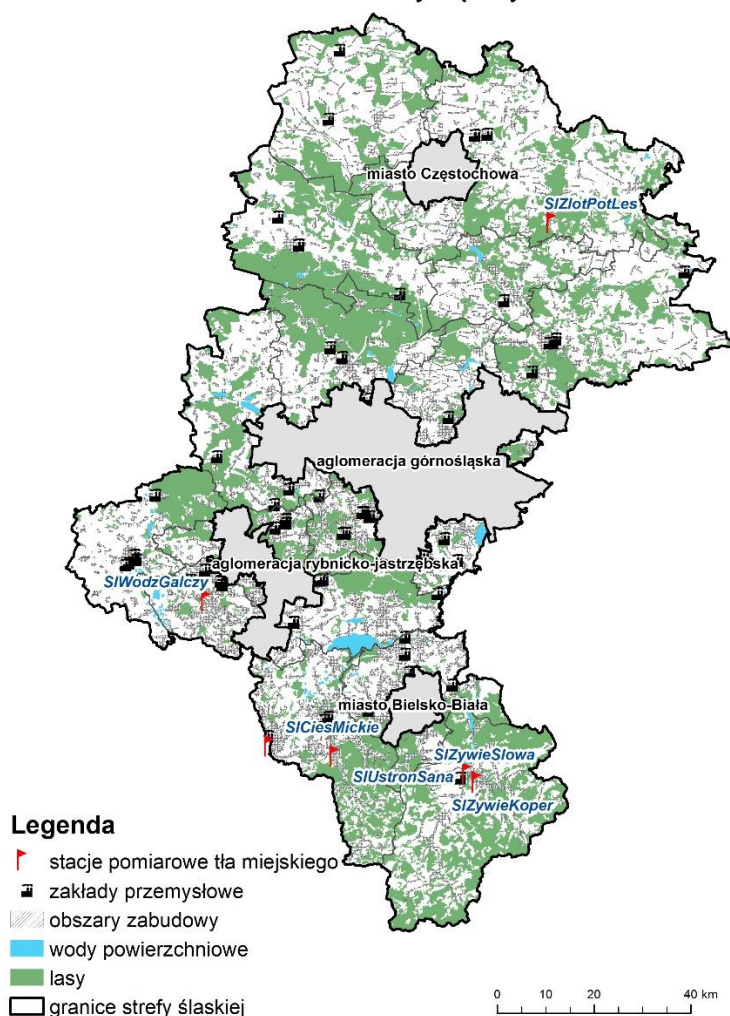 miasto Częstochowa
SlZlotPotLes
aglomeracja górnośląska
aglomeracja rybnicko-jastrzębska
SlWodzGalczy
miasto Bielsko-Biała
SlCiesMickie
SlZywieSlowa
SlUstronSana
SlZywieKoper
Legenda
stacje pomiarowe tła miejskiego
zakłady przemysłowe
obszary zabudowy
wody powierzchniowe
lasy
granice strefy śląskiej
0 10 20 40 km